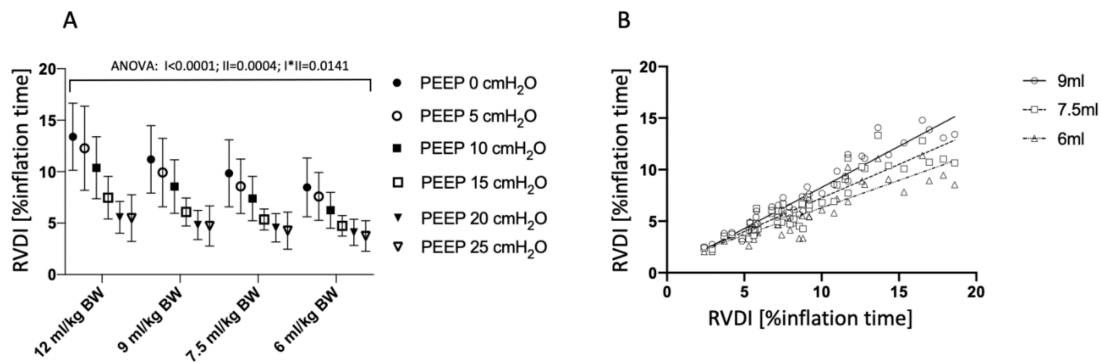 A
ANOVA: I<0.0001; II=0.0004; I*II=0.0141
RVDI [%inflation time]
20
15
10
5
0
12 ml/kg BW
9 ml/kg BW
7.5 ml/kg BW
6 ml/kg BW
PEEP 0 cmH₂O
PEEP 5 cmH₂O
PEEP 10 cmH₂O
PEEP 15 cmH₂O
PEEP 20 cmH₂O
PEEP 25 cmH₂O
B
RVDI [%inflation time]
20
15
10
5
0
0 5 10 15 20
RVDI [%inflation time]
9ml
7.5ml
6ml